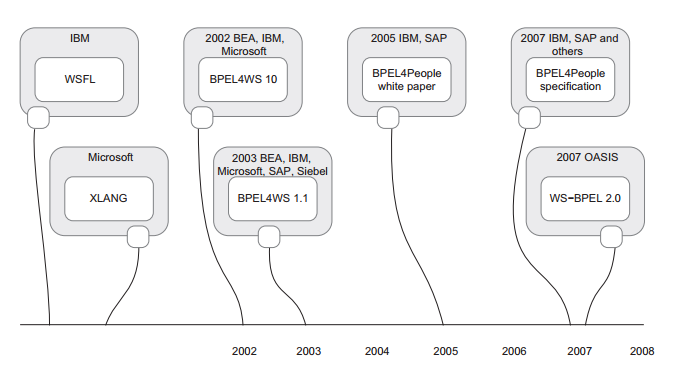 IBM
WSFL
Microsoft
XLANG
2002 BEA, IBM,
Microsoft
BPEL4WS 10
2003 BEA, IBM,
Microsoft, SAP, Siebel
BPEL4WS 1.1
2005 IBM, SAP
BPEL4People
white paper
2007 IBM, SAP and
others
BPEL4People
specification
2007 OASIS
WS−BPEL 2.0
2002 2003 2004 2005 2006 2007 2008